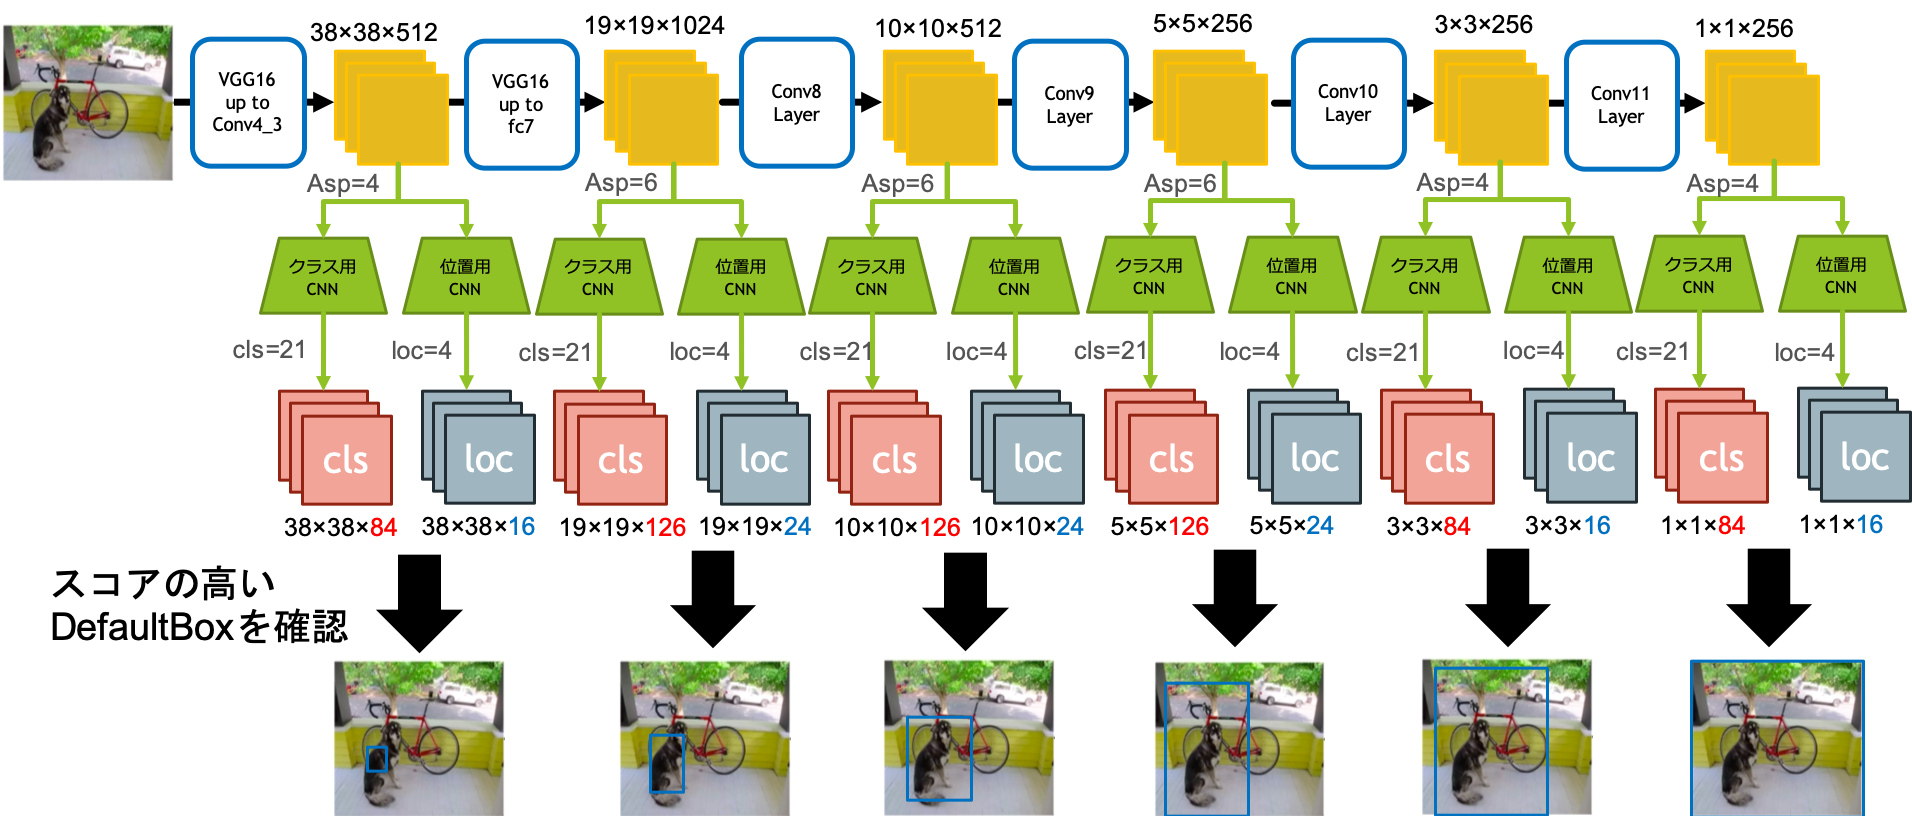 38×38×512
19×19×1024
10×10×512
5×5×256
3×3×256
1×1×256
VGG16
up to
Conv4_3
VGG16
up to
fc7
Conv8
Layer
Conv9
Layer
Conv10
Layer
Conv11
Layer
Asp=4
Asp=6
Asp=6
Asp=6
Asp=4
Asp=4
クラス用
CNN
位置用
CNN
クラス用
CNN
位置用
CNN
クラス用
CNN
位置用
CNN
クラス用
CNN
位置用
CNN
クラス用
CNN
位置用
CNN
クラス用
CNN
位置用
CNN
cls=21
loc=4
cls=21
loc=4
cls=21
loc=4
cls=21
loc=4
cls=21
loc=4
cls=21
loc=4
cls
loc
cls
loc
cls
loc
cls
loc
cls
loc
cls
loc
38×38×84
38×38×16
19×19×126
19×19×24
10×10×126
10×10×24
5×5×126
5×5×24
3×3×84
3×3×16
1×1×84
1×1×16
スコアの高い
DefaultBoxを確認